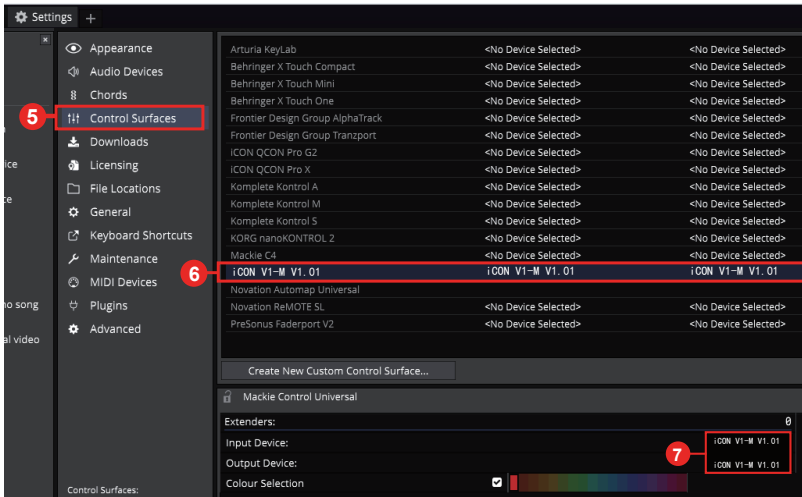 Settings +
Appearance
Audio Devices
Chords
5 Control Surfaces
Downloads
Licensing
File Locations
General
Keyboard Shortcuts
Maintenance
MIDI Devices
Plugins
Advanced
Control Surfaces:
ice
no song
al video
Arturia KeyLab <No Device Selected> <No Device Selected>
Behringer X Touch Compact <No Device Selected> <No Device Selected>
Behringer X Touch Mini <No Device Selected> <No Device Selected>
Behringer X Touch One <No Device Selected> <No Device Selected>
Frontier Design Group AlphaTrack <No Device Selected> <No Device Selected>
Frontier Design Group Tranzport <No Device Selected> <No Device Selected>
iCON QCON Pro G2 <No Device Selected> <No Device Selected>
iCON QCON Pro X <No Device Selected> <No Device Selected>
Komplete Kontrol A <No Device Selected> <No Device Selected>
Komplete Kontrol M <No Device Selected> <No Device Selected>
Komplete Kontrol S <No Device Selected> <No Device Selected>
KORG nanoKONTROL 2 <No Device Selected> <No Device Selected>
Mackie C4 <No Device Selected> <No Device Selected>
6 iCON V1-M V1.01 iCON V1-M V1.01 iCON V1-M V1.01
Novation Automap Universal
Novation ReMOTE SL <No Device Selected> <No Device Selected>
PreSonus Faderport V2 <No Device Selected> <No Device Selected>
Create New Custom Control Surface...
Mackie Control Universal
Extenders: 0
Input Device: iCON V1-M V1.01
7
Output Device: iCON V1-M V1.01
Colour Selection